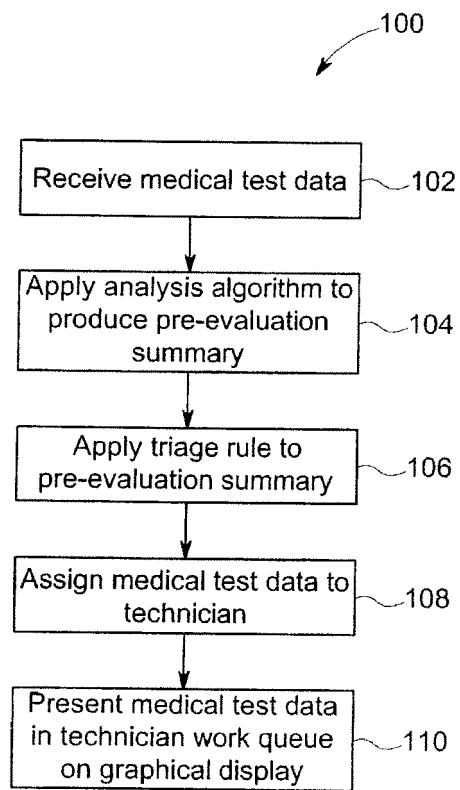 100
Receive medical test data
102
Apply analysis algorithm to
produce pre-evaluation
summary
104
Apply triage rule to
pre-evaluation summary
106
Assign medical test data to
technician
108
Present medical test data
in technician work queue
on graphical display
110